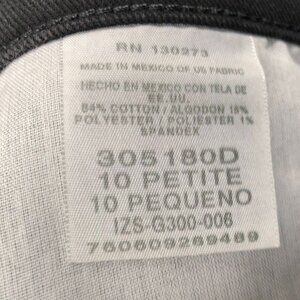 RN 130273
MADE IN MEXICO OF US FABRIC
HECHO EN MEXICO CON TELA DE
EE.UU.
84% COTTON / ALGODON 15%
POLYESTER / POLYESTER 1%
SPANDEX
305180D
10 PETITE
10 PEQUENO
IZS-G300-006
760609289489